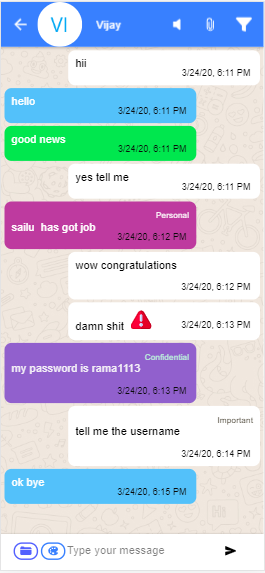 VI
Vijay
hii
3/24/20, 6:11 PM
hello
3/24/20, 6:11 PM
good news
3/24/20, 6:11 PM
yes tell me
3/24/20, 6:11 PM
Personal
sailu has got job
3/24/20, 6:12 PM
wow congratulations
3/24/20, 6:12 PM
damn shit
3/24/20, 6:13 PM
Confidential
my password is rama1113
3/24/20, 6:13 PM
Important
tell me the username
3/24/20, 6:14 PM
ok bye
3/24/20, 6:15 PM
Type your message